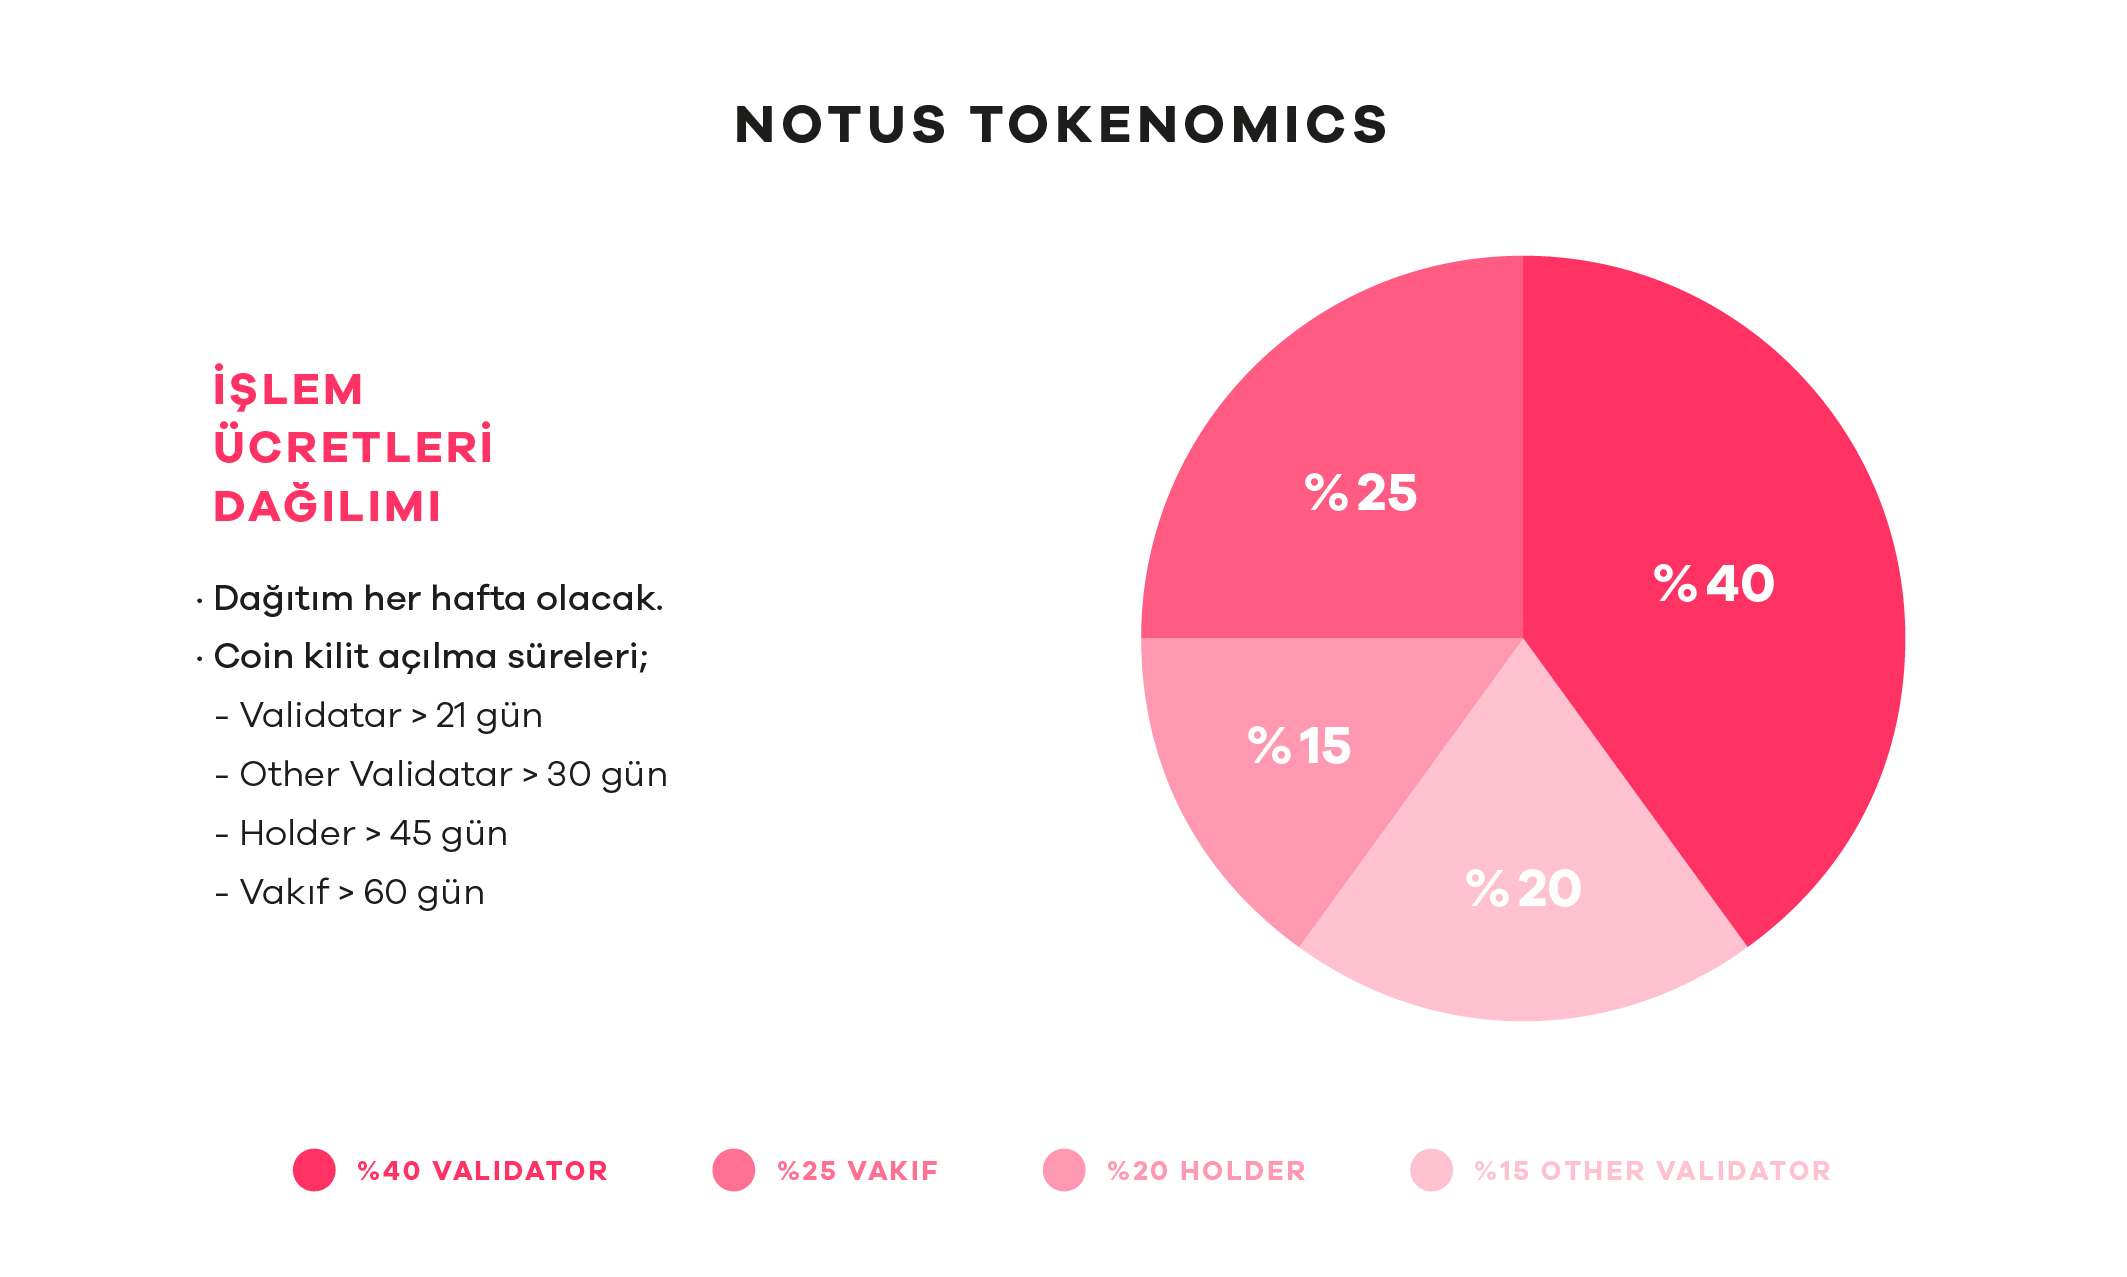 NOTUS TOKENOMICS
İŞLEM
ÜCRETLERİ
DAĞILIMI
· Dağıtım her hafta olacak.
· Coin kilit açılma süreleri;
- Validatar > 21 gün
- Other Validatar > 30 gün
- Holder > 45 gün
- Vakıf > 60 gün
%25
%40
%15
%20
%40 VALIDATOR
%25 VAKIF
%20 HOLDER
%15 OTHER VALIDATOR